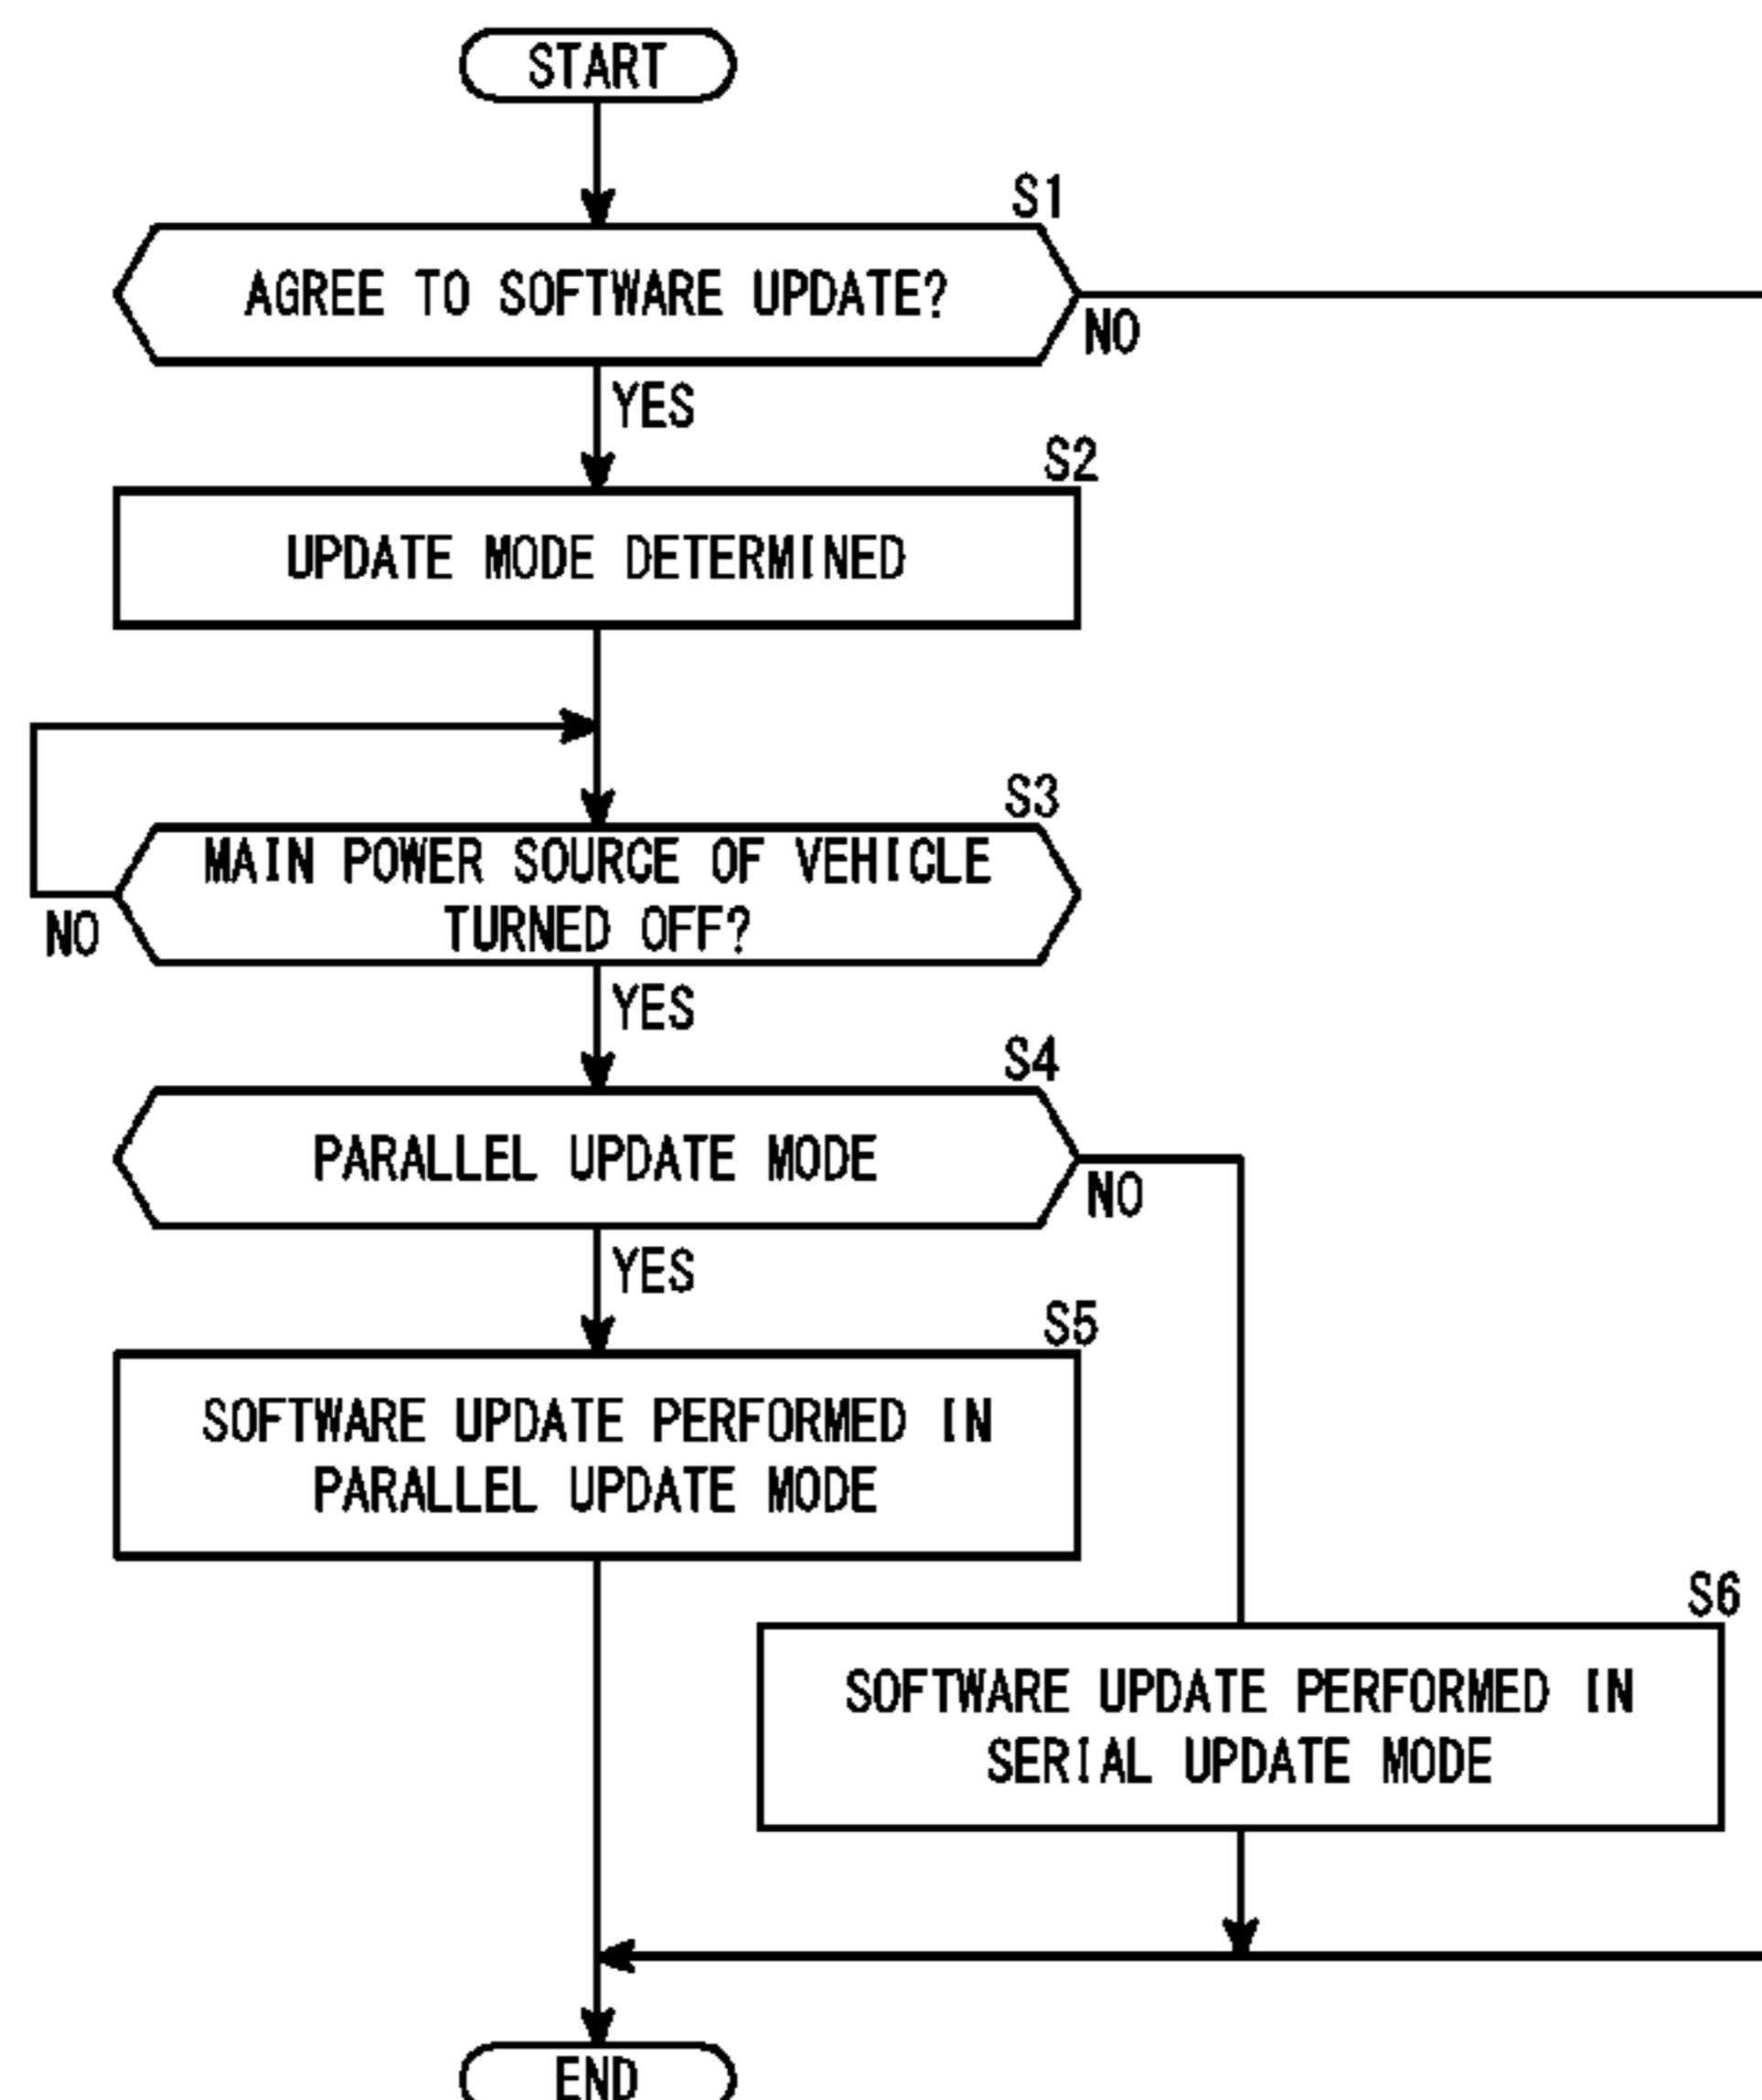 START
S1
AGREE TO SOFTWARE UPDATE?
NO
YES
S2
UPDATE MODE DETERMINED
S3
MAIN POWER SOURCE OF VEHICLE
TURNED OFF?
NO
YES
S4
PARALLEL UPDATE MODE
NO
YES
S5
SOFTWARE UPDATE PERFORMED IN
PARALLEL UPDATE MODE
S6
SOFTWARE UPDATE PERFORMED IN
SERIAL UPDATE MODE
END